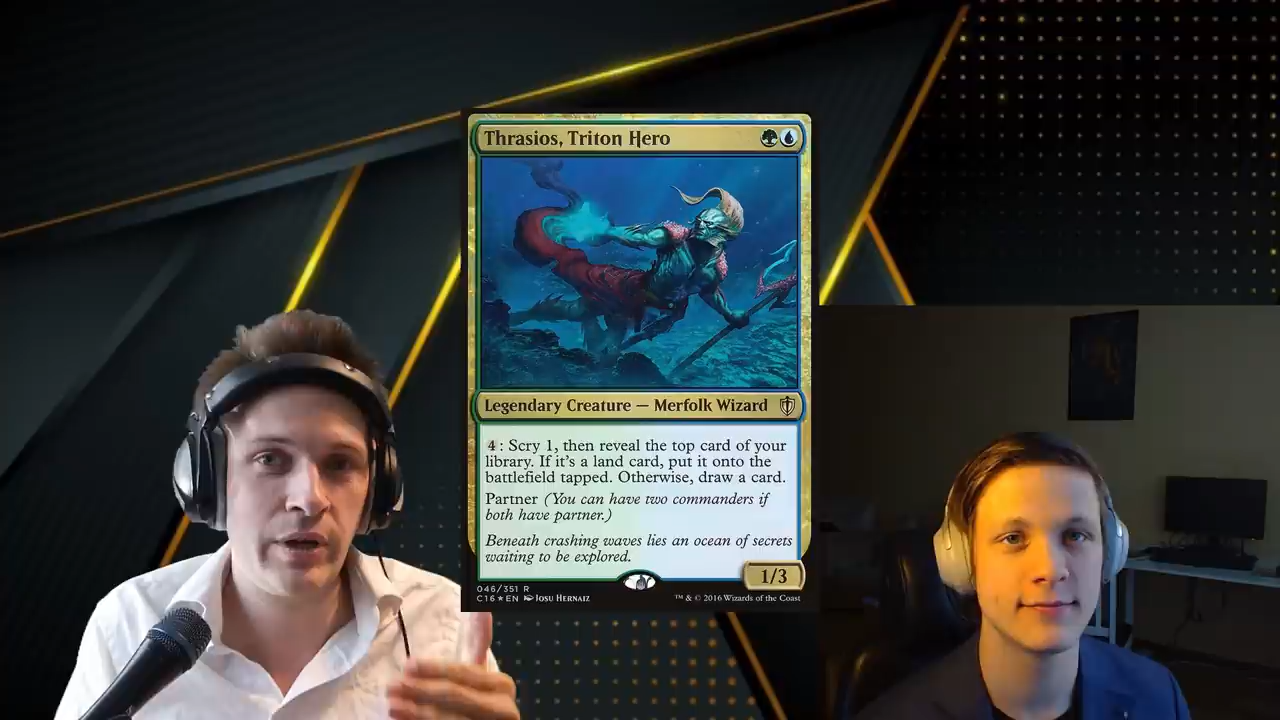 Thrasios, Triton Hero
Legendary Creature — Merfolk Wizard
4: Scry 1, then reveal the top card of your
library. If it's a land card, put it onto the
battlefield tapped. Otherwise, draw a card.
Partner (You can have two commanders if
both have partner.)
Beneath crashing waves lies an ocean of secrets
waiting to be explored.
1/3
046/351 R
C16 ★ EN Josu Hernaiz
™ & © 2016 Wizards of the Coast